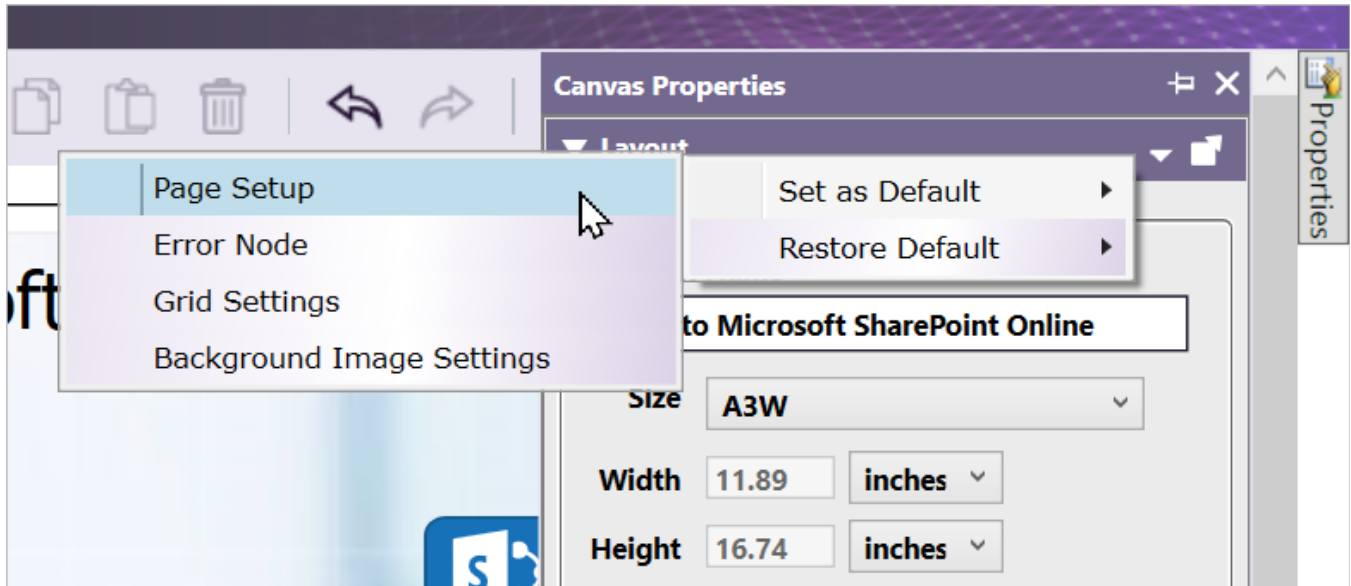 Canvas Properties
Layout
Properties
Page Setup
Error Node
Grid Settings
Background Image Settings
Set as Default
Restore Default
to Microsoft SharePoint Online
Size
A3W
Width
11.89
inches
Height
16.74
inches
S